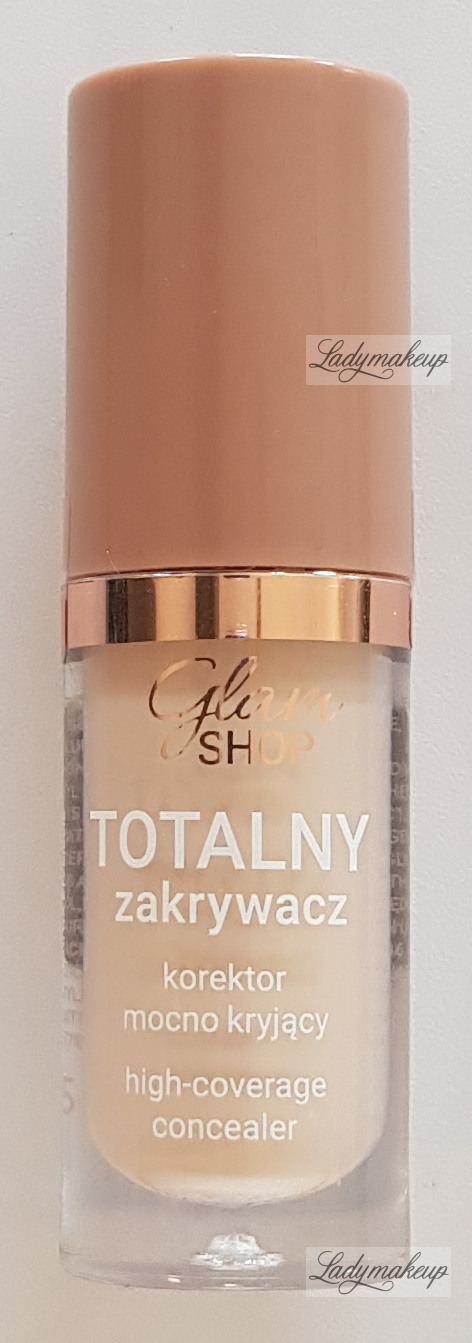 Ladymakeup
Glam
SHOP
TOTALNY
zakrywacz
korektor
mocno kryjący
high-coverage
concealer
Ladymakeup